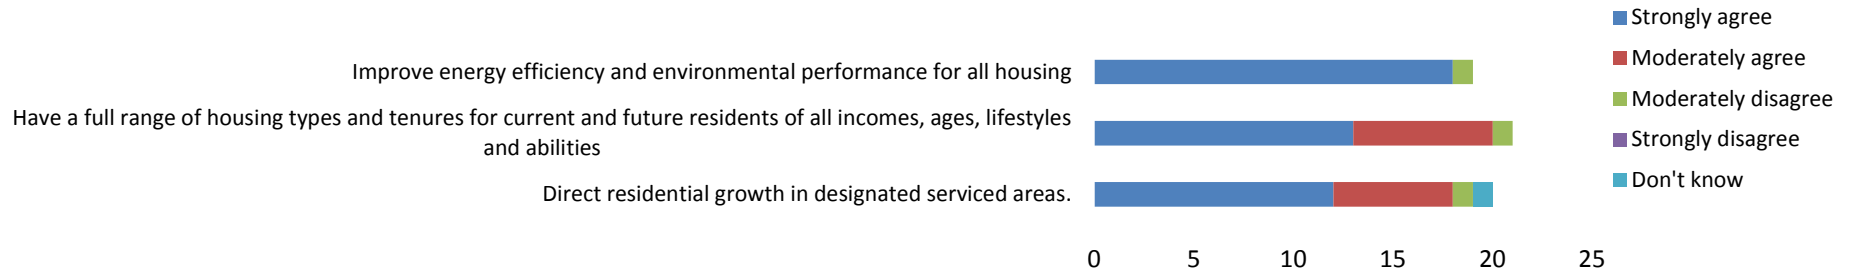 Improve energy efficiency and environmental performance for all housing
Have a full range of housing types and tenures for current and future residents of all incomes, ages, lifestyles
and abilities
Direct residential growth in designated serviced areas.
0 5 10 15 20 25
Strongly agree
Moderately agree
Moderately disagree
Strongly disagree
Don't know